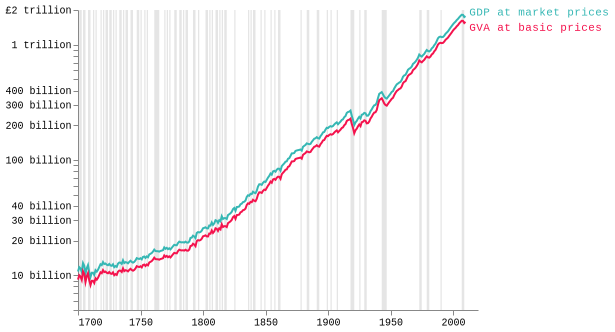 £2 trillion
GDP at market prices
GVA at basic prices
1 trillion
400 billion
300 billion
200 billion
100 billion
40 billion
30 billion
20 billion
10 billion
1700 1750 1800 1850 1900 1950 2000